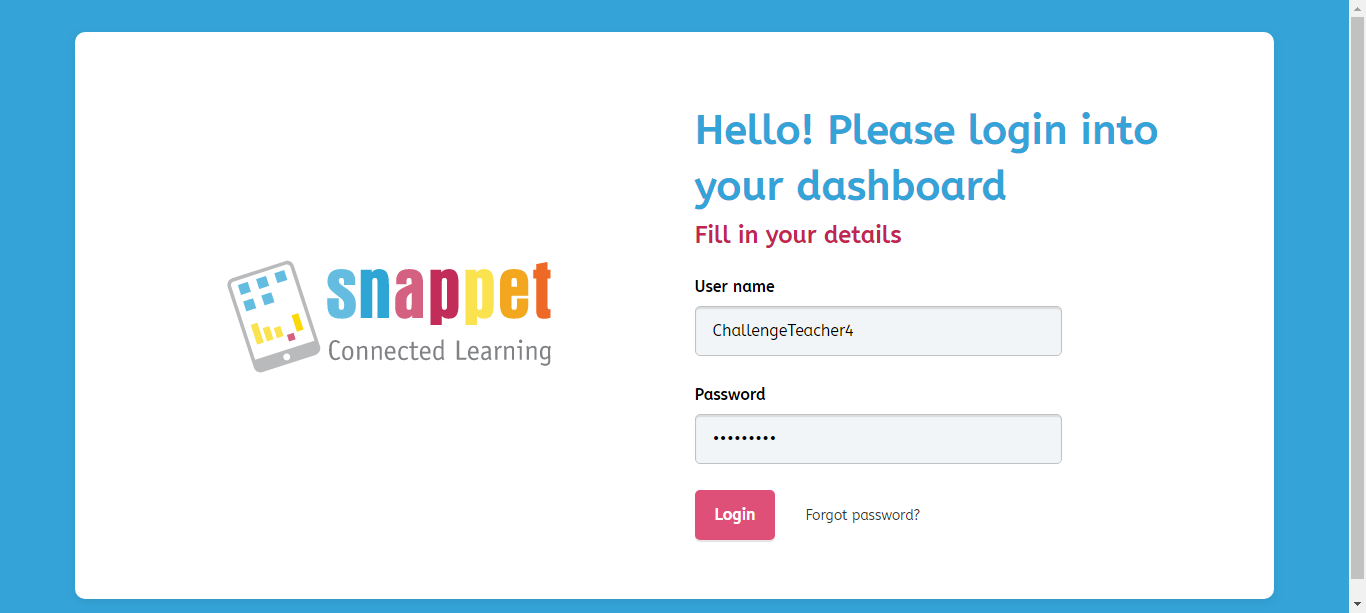 Hello! Please login into
your dashboard
Fill in your details
snappet
Connected Learning
User name
ChallengeTeacher4
Password
•••••••••
Login
Forgot password?